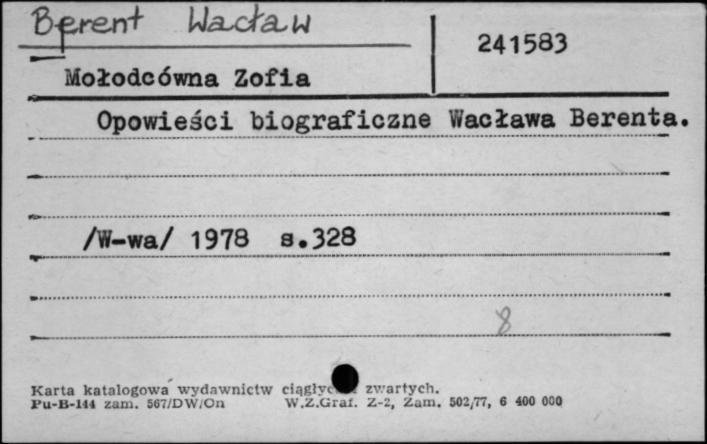 Berent Wacław
241583
Mołodcówna Zofia
Opowieści biograficzne Wacława Berenta.
/W-wa/ 1978 s.328
8
Karta katalogowa wydawnictw zwartych.
Pu-B-144 zam. 567/DW/On W.Z.Graf. Z-2, Zam. 502/77, 6 400 000